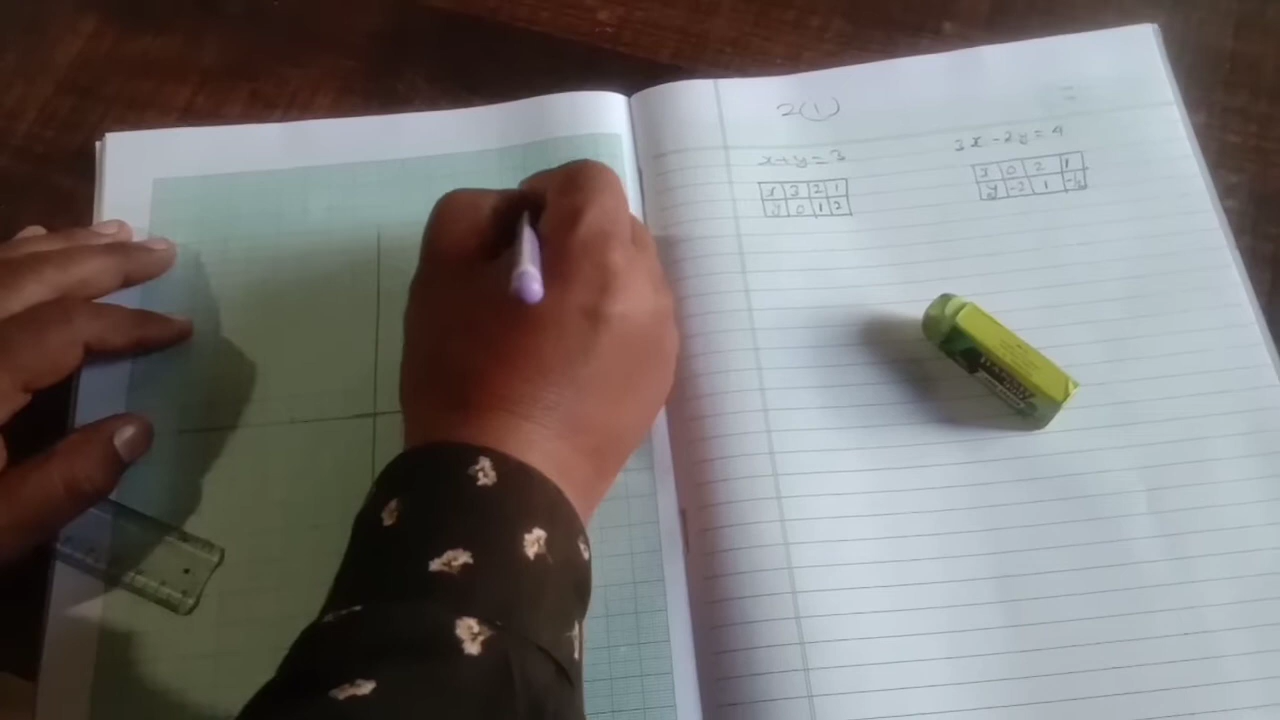 2(1)
x+y=3
x 3 2 1
y 0 1 2
3x-2y=4
x 0 2 1
y -2 1 -1/2